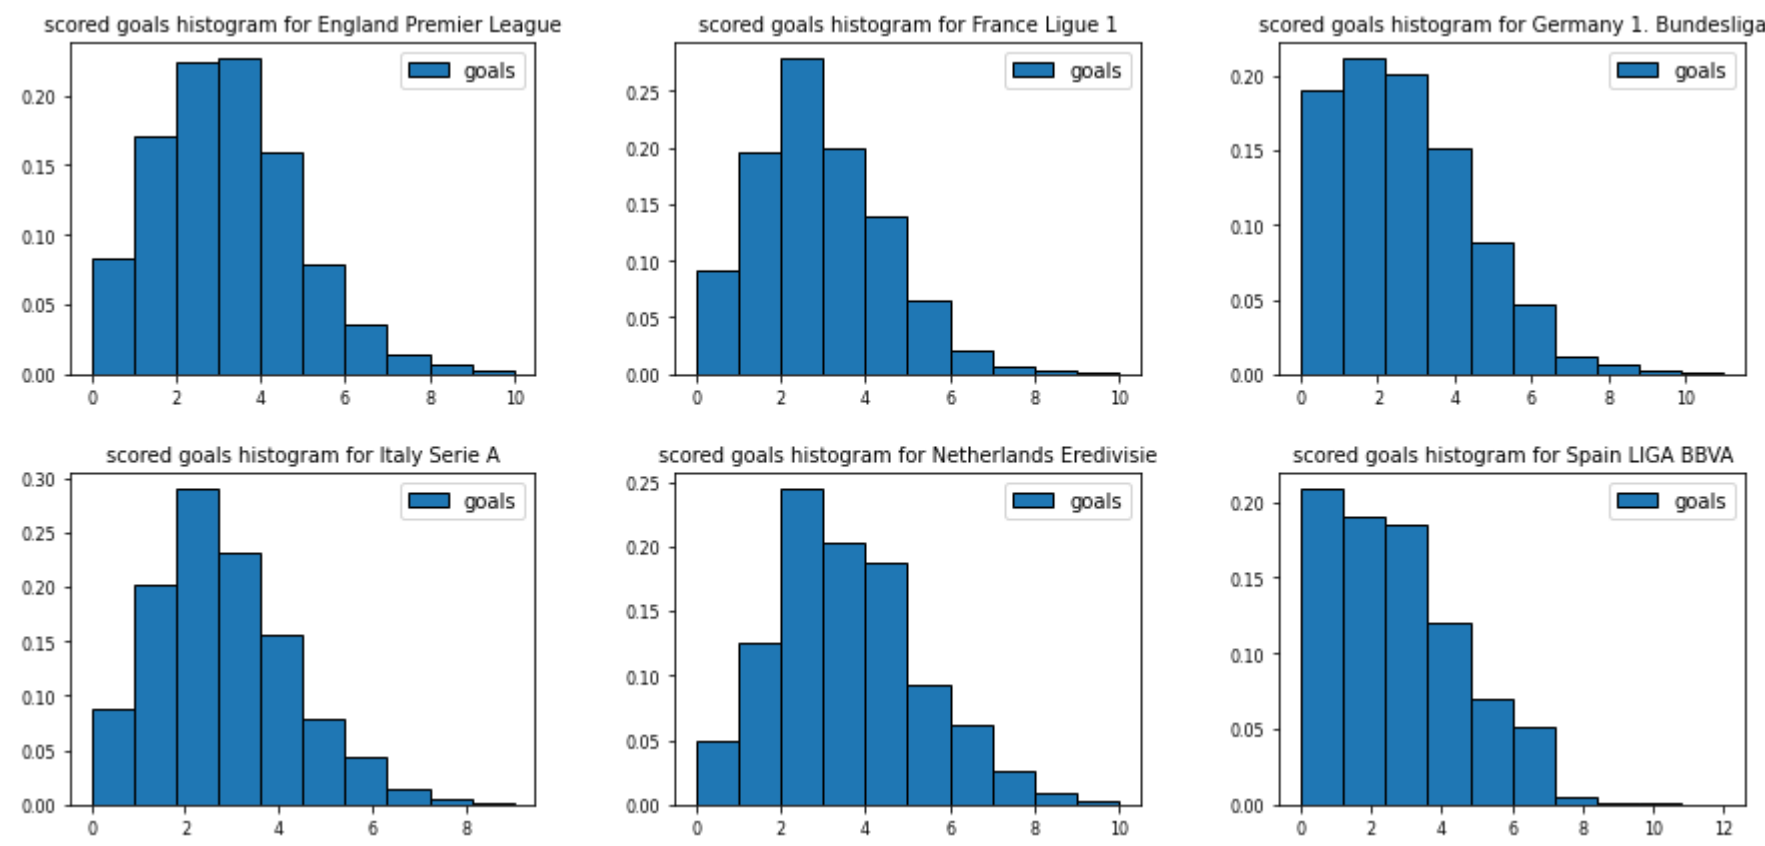 scored goals histogram for England Premier League
goals
0.20
0.15
0.10
0.05
0.00
0 2 4 6 8 10
scored goals histogram for France Ligue 1
goals
0.25
0.20
0.15
0.10
0.05
0.00
0 2 4 6 8 10
scored goals histogram for Germany 1. Bundesliga
goals
0.20
0.15
0.10
0.05
0.00
0 2 4 6 8 10
scored goals histogram for Italy Serie A
goals
0.30
0.25
0.20
0.15
0.10
0.05
0.00
0 2 4 6 8
scored goals histogram for Netherlands Eredivisie
goals
0.25
0.20
0.15
0.10
0.05
0.00
0 2 4 6 8 10
scored goals histogram for Spain LIGA BBVA
goals
0.20
0.15
0.10
0.05
0.00
0 2 4 6 8 10 12